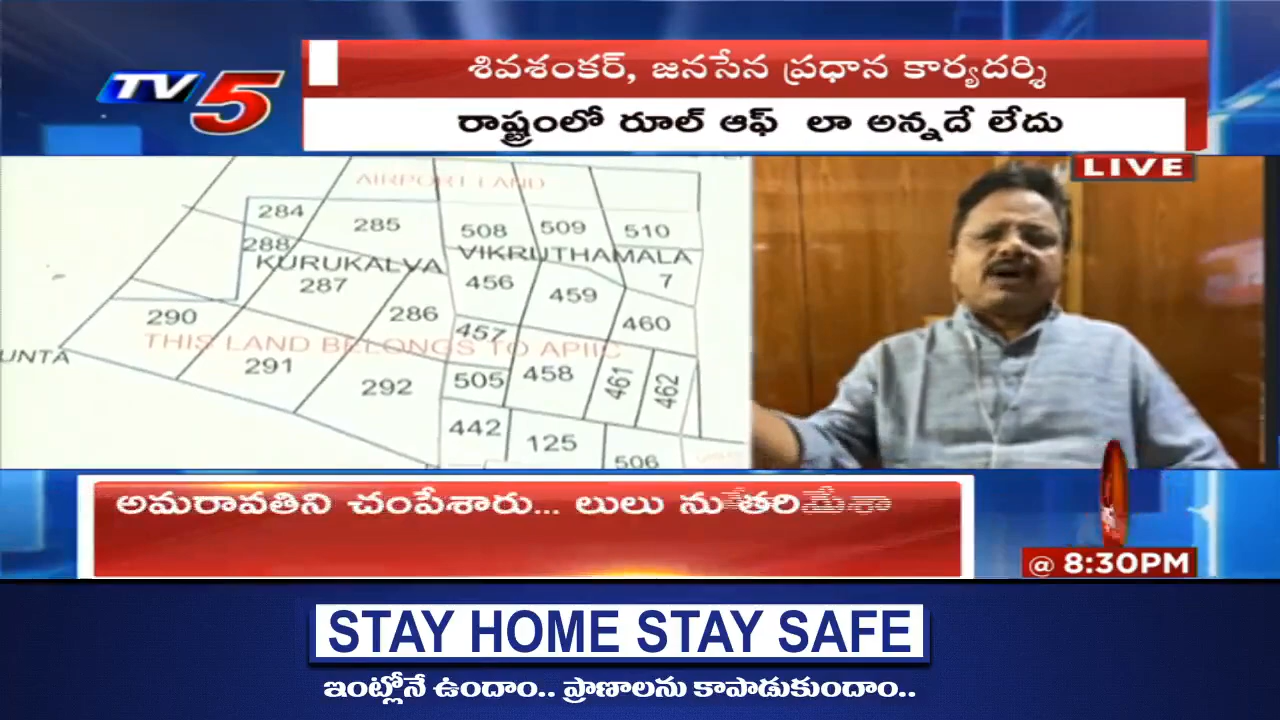 TV5
శివశంకర్, జనసేన ప్రధాన కార్యదర్శి
రాష్ట్రంలో రూల్ ఆఫ్ లా అన్నదే లేదు
LIVE
AIRPORT LAND
284
285
508
509
510
288
KURUKALVA
VIKRUTHAMALA
287
456
459
7
290
286
457
460
THIS LAND BELONGS TO APIIC
UNTA
291
292
505
458
461
462
442
125
506
అమరావతిని చంపేశారు... లులు ను
@ 8:30PM
STAY HOME STAY SAFE
ఇంట్లోనే ఉందాం.. ప్రాణాలను కాపాడుకుందాం..